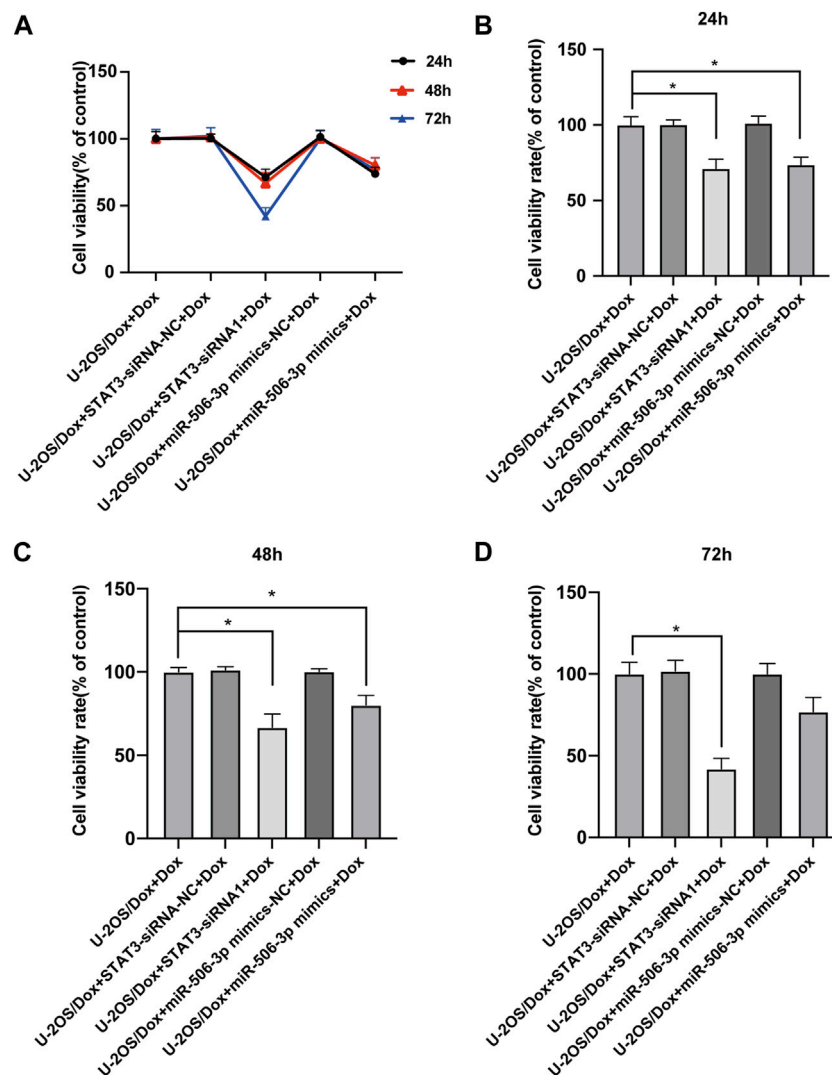 A
Cell viability(% of control)
150
100
50
0
24h
48h
72h
U-2OS/Dox+Dox
U-2OS/Dox+STAT3-siRNA-NC+Dox
U-2OS/Dox+STAT3-siRNA1+Dox
U-2OS/Dox+miR-506-3p mimics-NC+Dox
U-2OS/Dox+miR-506-3p mimics+Dox
B
24h
Cell viability rate(% of control)
150
100
50
0
*
*
U-2OS/Dox+Dox
U-2OS/Dox+STAT3-siRNA-NC+Dox
U-2OS/Dox+STAT3-siRNA1+Dox
U-2OS/Dox+miR-506-3p mimics-NC+Dox
U-2OS/Dox+miR-506-3p mimics+Dox
C
48h
Cell viability rate(% of control)
150
100
50
0
*
*
U-2OS/Dox+Dox
U-2OS/Dox+STAT3-siRNA-NC+Dox
U-2OS/Dox+STAT3-siRNA1+Dox
U-2OS/Dox+miR-506-3p mimics-NC+Dox
U-2OS/Dox+miR-506-3p mimics+Dox
D
72h
Cell viability rate(% of control)
150
100
50
0
*
U-2OS/Dox+Dox
U-2OS/Dox+STAT3-siRNA-NC+Dox
U-2OS/Dox+STAT3-siRNA1+Dox
U-2OS/Dox+miR-506-3p mimics-NC+Dox
U-2OS/Dox+miR-506-3p mimics+Dox